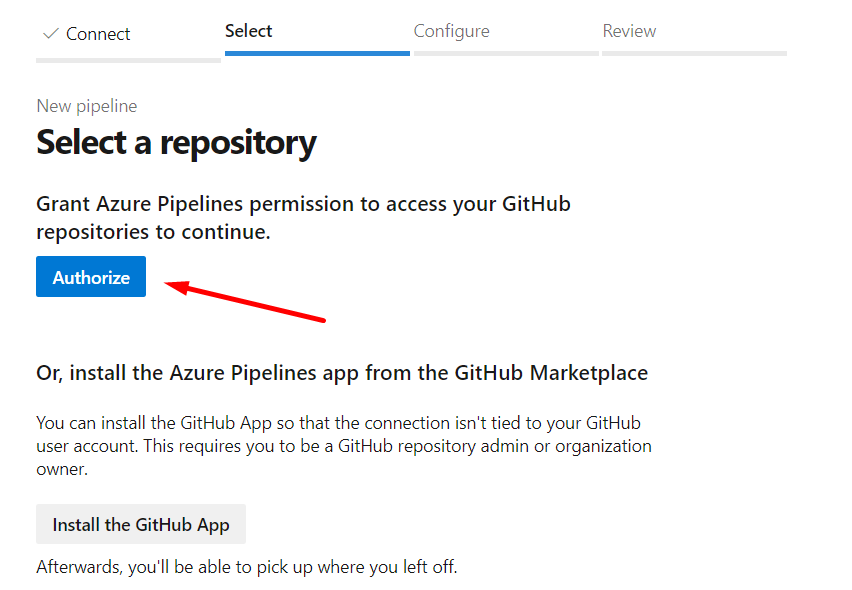 Connect
Select
Configure
Review
New pipeline
Select a repository
Grant Azure Pipelines permission to access your GitHub
repositories to continue.
Authorize
Or, install the Azure Pipelines app from the GitHub Marketplace
You can install the GitHub App so that the connection isn't tied to your GitHub
user account. This requires you to be a GitHub repository admin or organization
owner.
Install the GitHub App
Afterwards, you'll be able to pick up where you left off.